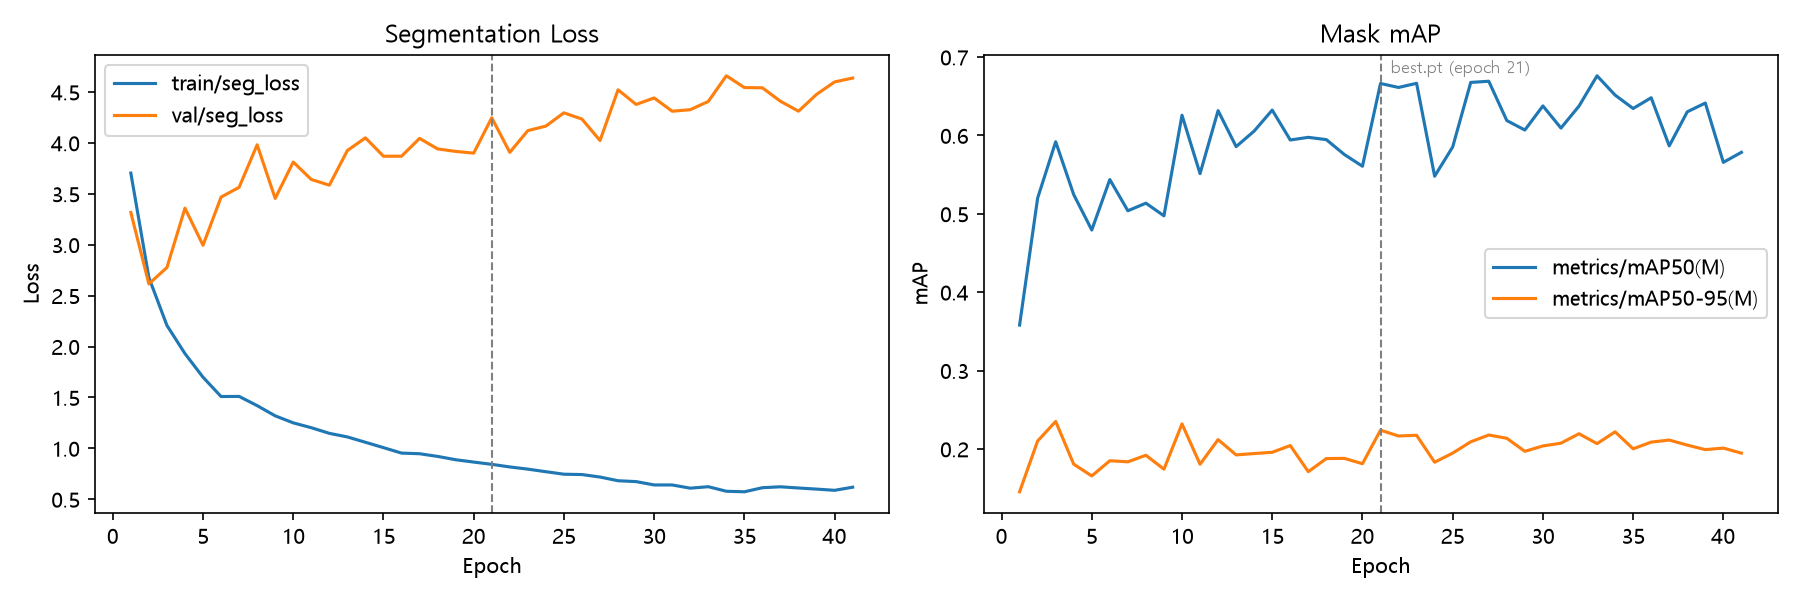 Segmentation Loss
train/seg_loss
val/seg_loss
Loss
4.5
4.0
3.5
3.0
2.5
2.0
1.5
1.0
0.5
0 5 10 15 20 25 30 35 40
Epoch
Mask mAP
best.pt (epoch 21)
metrics/mAP50(M)
metrics/mAP50-95(M)
mAP
0.7
0.6
0.5
0.4
0.3
0.2
0 5 10 15 20 25 30 35 40
Epoch